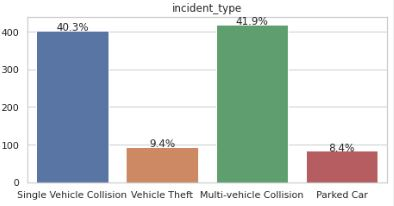 incident_type
400
300
200
100
0
40.3%
9.4%
41.9%
8.4%
Single Vehicle Collision
Vehicle Theft
Multi-vehicle Collision
Parked Car